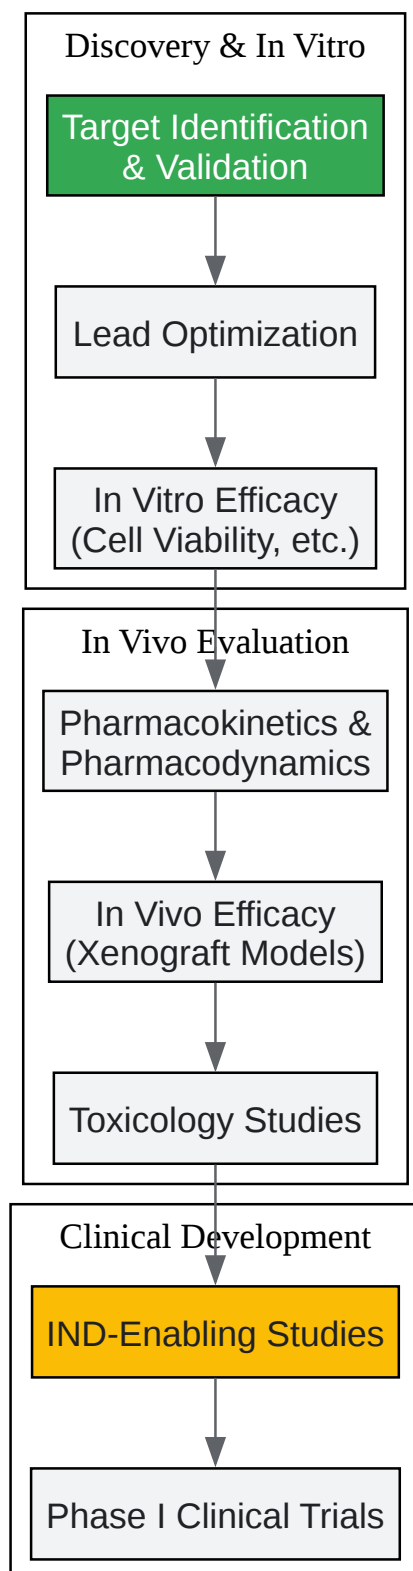 Discovery & In Vitro
Target Identification
& Validation
Lead Optimization
In Vitro Efficacy
(Cell Viability, etc.)
In Vivo Evaluation
Pharmacokinetics &
Pharmacodynamics
In Vivo Efficacy
(Xenograft Models)
Toxicology Studies
Clinical Development
IND-Enabling Studies
Phase I Clinical Trials